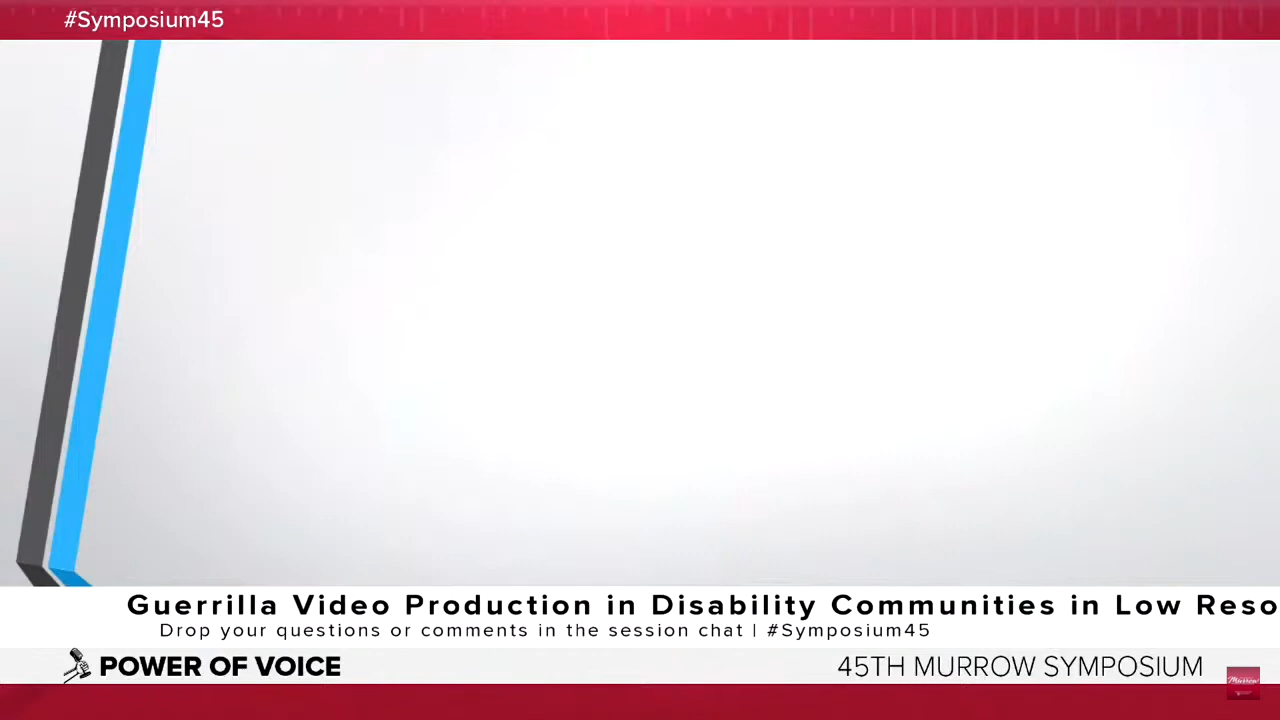 #Symposium45
Guerrilla Video Production in Disability Communities in Low Reso
Drop your questions or comments in the session chat | #Symposium45
POWER OF VOICE
45TH MURROW SYMPOSIUM
Murrow